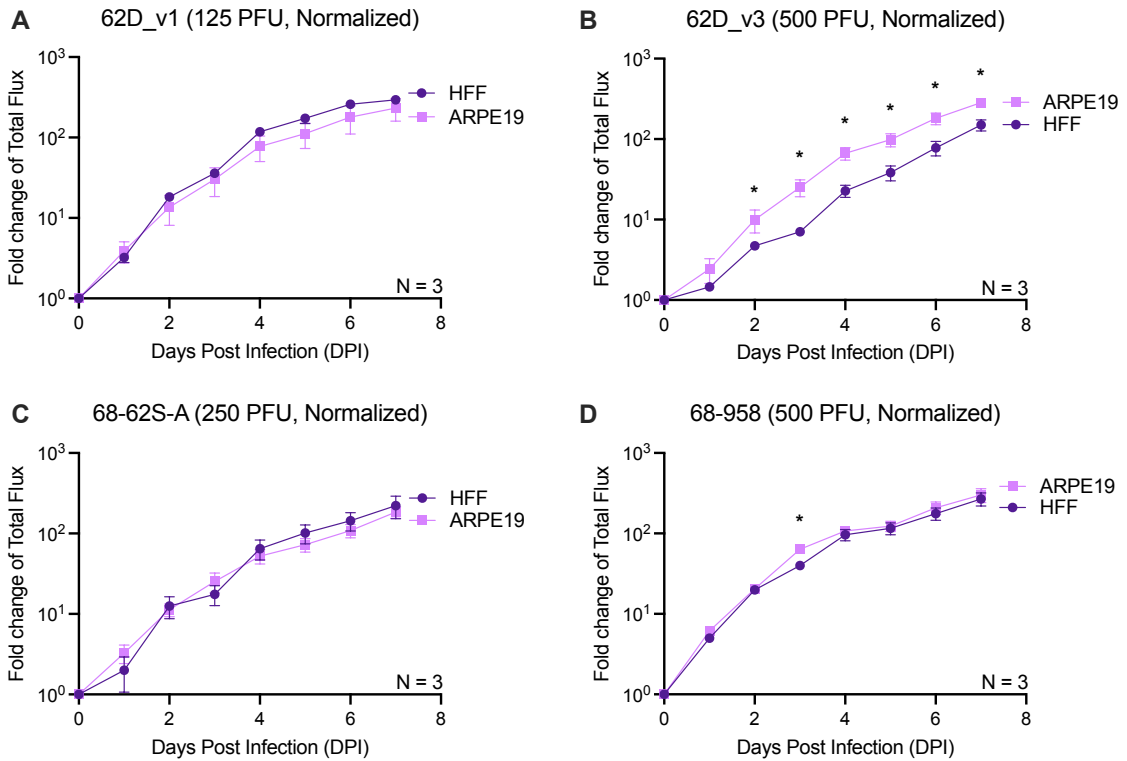 A
62D_v1 (125 PFU, Normalized)
Fold change of Total Flux
10³
10²
10¹
10⁰
HFF
ARPE19
N = 3
0 2 4 6 8
Days Post Infection (DPI)
B
62D_v3 (500 PFU, Normalized)
Fold change of Total Flux
10³
10²
10¹
10⁰
* * * * * *
ARPE19
HFF
N = 3
0 2 4 6 8
Days Post Infection (DPI)
C
68-62S-A (250 PFU, Normalized)
Fold change of Total Flux
10³
10²
10¹
10⁰
HFF
ARPE19
N = 3
0 2 4 6 8
Days Post Infection (DPI)
D
68-958 (500 PFU, Normalized)
Fold change of Total Flux
10³
10²
10¹
10⁰
*
ARPE19
HFF
N = 3
0 2 4 6 8
Days Post Infection (DPI)